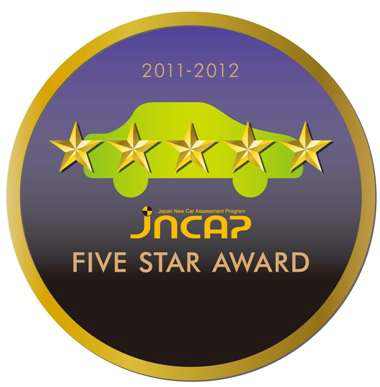 2011-2012
Japan New Car Assessment Program
JNCAP
FIVE STAR AWARD